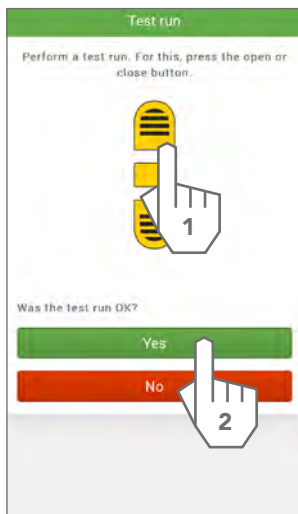 Test run
Perform a test run. For this, press the open or
close button.
1
Was the test run OK?
Yes
No
2